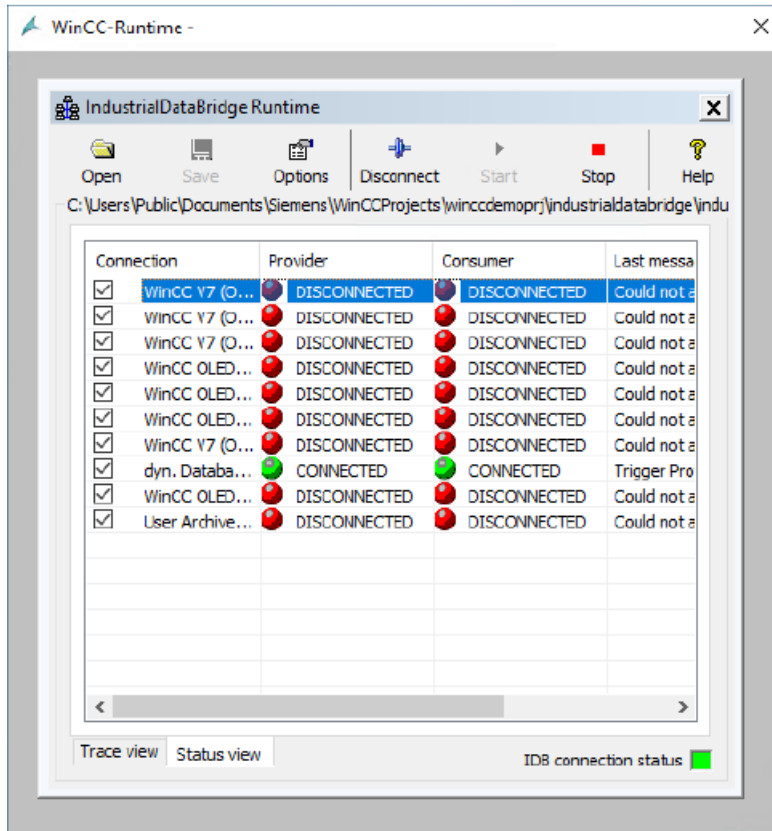 WinCC-Runtime -
IndustrialDataBridge Runtime
Open Save Options Disconnect Start Stop Help
C:\Users\Public\Documents\Siemens\WinCCProjects\winccdemoprj\industrialdatabridge\indu
Connection Provider Consumer Last messa
WinCC V7 (O... DISCONNECTED DISCONNECTED Could not a
WinCC V7 (O... DISCONNECTED DISCONNECTED Could not a
WinCC V7 (O... DISCONNECTED DISCONNECTED Could not a
WinCC OLED... DISCONNECTED DISCONNECTED Could not a
WinCC OLED... DISCONNECTED DISCONNECTED Could not a
WinCC OLED... DISCONNECTED DISCONNECTED Could not a
WinCC V7 (O... DISCONNECTED DISCONNECTED Could not a
dyn. Databa... CONNECTED CONNECTED Trigger Pro
WinCC OLED... DISCONNECTED DISCONNECTED Could not a
User Archive... DISCONNECTED DISCONNECTED Could not a
Trace view Status view IDB connection status